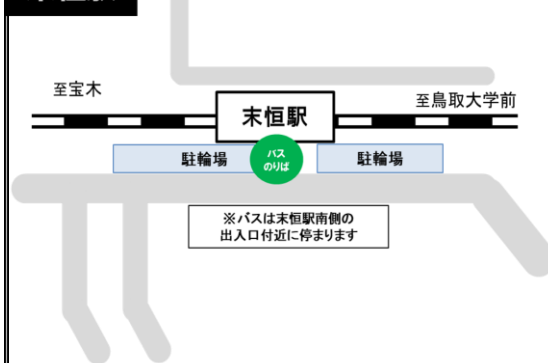 至宝木
至鳥取大学前
末恒駅
駐輪場
バス
のりば
駐輪場
※バスは末恒駅南側の
出入口付近に停まります